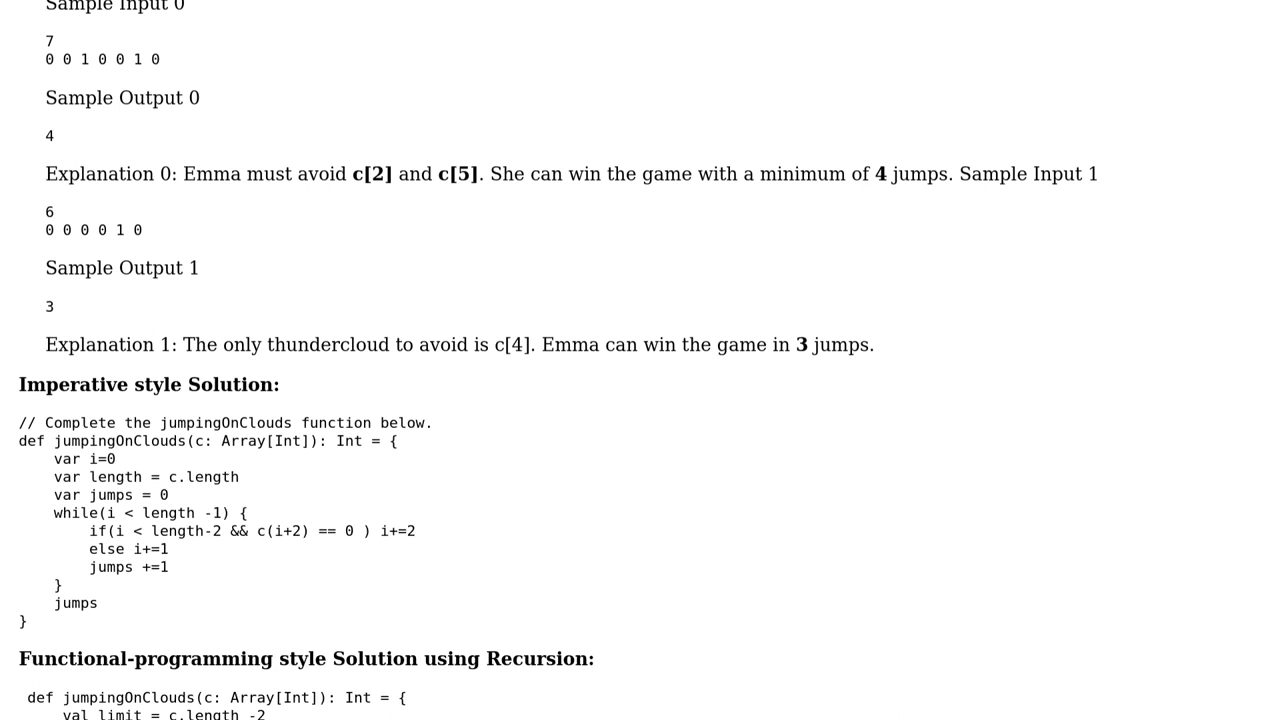 Sample Input 0
7
0 0 1 0 0 1 0
Sample Output 0
4
Explanation 0: Emma must avoid c[2] and c[5]. She can win the game with a minimum of 4 jumps. Sample Input 1
6
0 0 0 0 1 0
Sample Output 1
3
Explanation 1: The only thundercloud to avoid is c[4]. Emma can win the game in 3 jumps.
Imperative style Solution:
// Complete the jumpingOnClouds function below.
def jumpingOnClouds(c: Array[Int]): Int = {
    var i=0
    var length = c.length
    var jumps = 0
    while(i < length -1) {
        if(i < length-2 && c(i+2) == 0 ) i+=2
        else i+=1
        jumps +=1
    }
    jumps
}
Functional-programming style Solution using Recursion:
 def jumpingOnClouds(c: Array[Int]): Int = {
     val limit = c.length -2